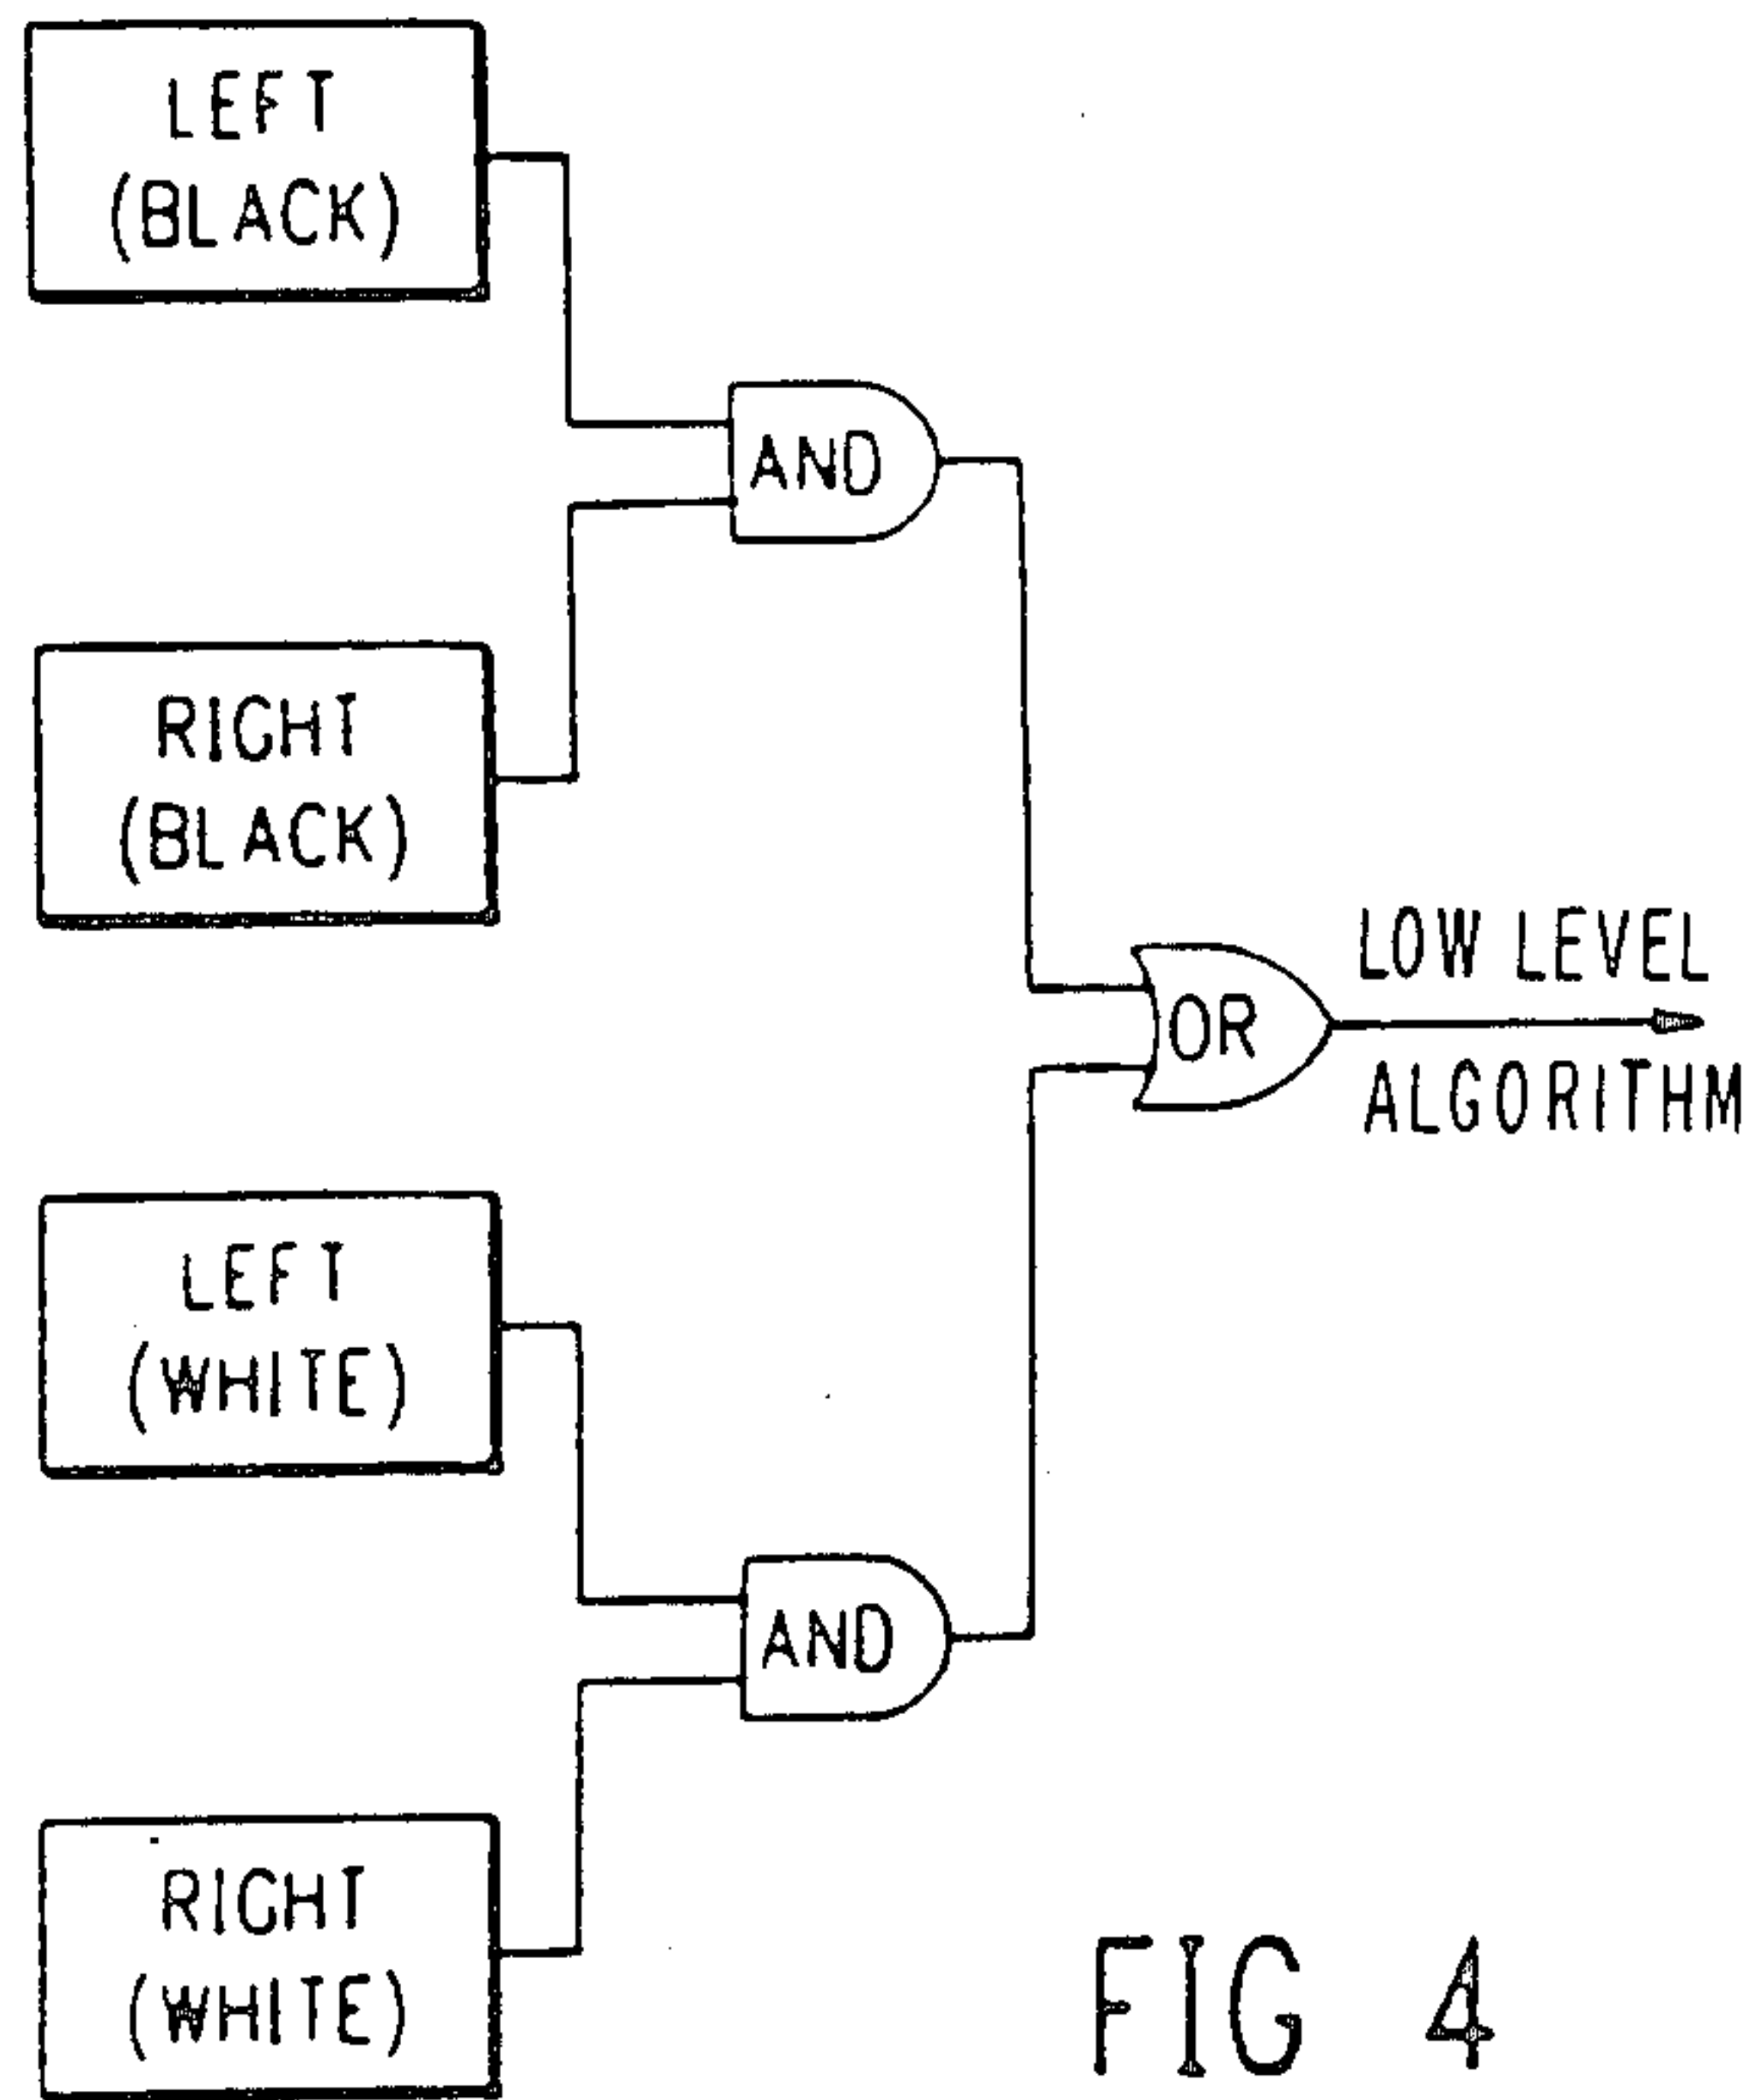 LEFT
(BLACK)
AND
RIGHT
(BLACK)
LOW LEVEL
OR
ALGORITHM
LEFT
(WHITE)
AND
RIGHT
(WHITE)
FIG 4